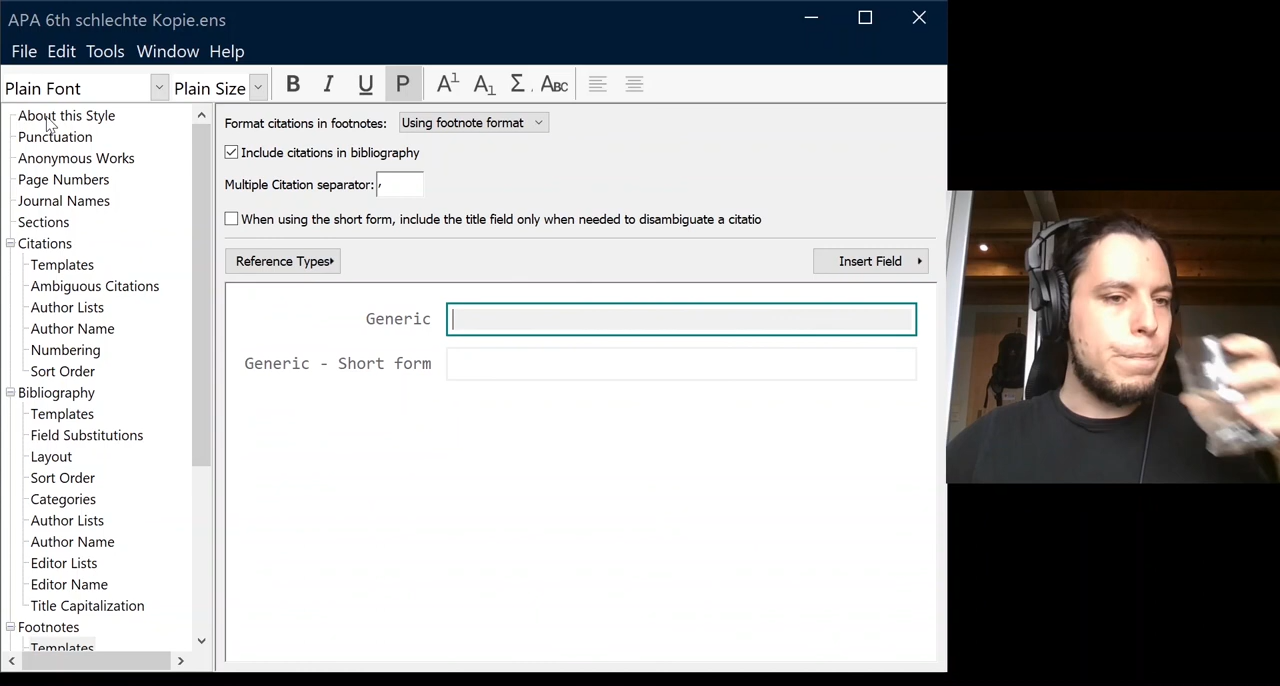 APA 6th schlechte Kopie.ens
File Edit Tools Window Help
Plain Font Plain Size B I U P A1 A1 Σ ABC
About this Style
Punctuation
Anonymous Works
Page Numbers
Journal Names
Sections
Citations
Templates
Ambiguous Citations
Author Lists
Author Name
Numbering
Sort Order
Bibliography
Templates
Field Substitutions
Layout
Sort Order
Categories
Author Lists
Author Name
Editor Lists
Editor Name
Title Capitalization
Footnotes
Templates
Format citations in footnotes: Using footnote format
Include citations in bibliography
Multiple Citation separator: ,
When using the short form, include the title field only when needed to disambiguate a citatio
Reference Types Insert Field
Generic
Generic - Short form